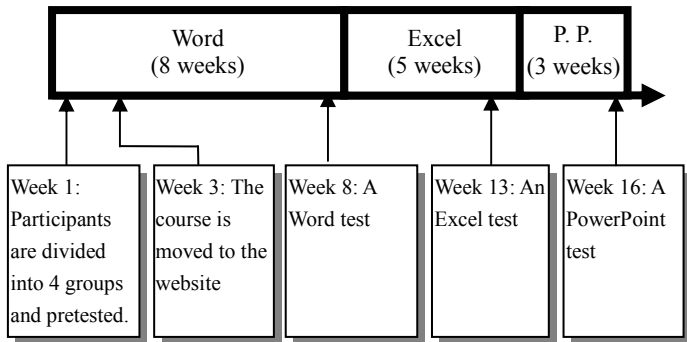 Word
(8 weeks)
Excel
(5 weeks)
P. P.
(3 weeks)
Week 1:
Participants
are divided
into 4 groups
and pretested.
Week 3: The
course is
moved to the
website
Week 8: A
Word test
Week 13: An
Excel test
Week 16: A
PowerPoint
test